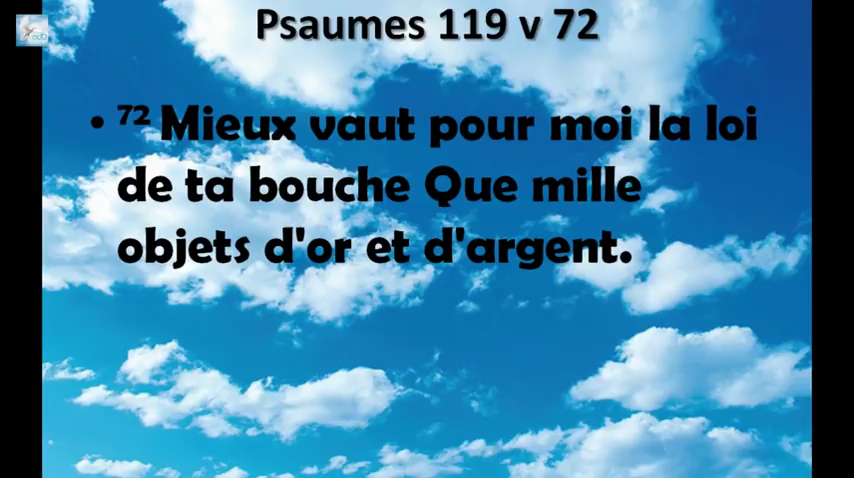 Psaumes 119 v 72
• ⁷² Mieux vaut pour moi la loi
de ta bouche Que mille
objets d'or et d'argent.